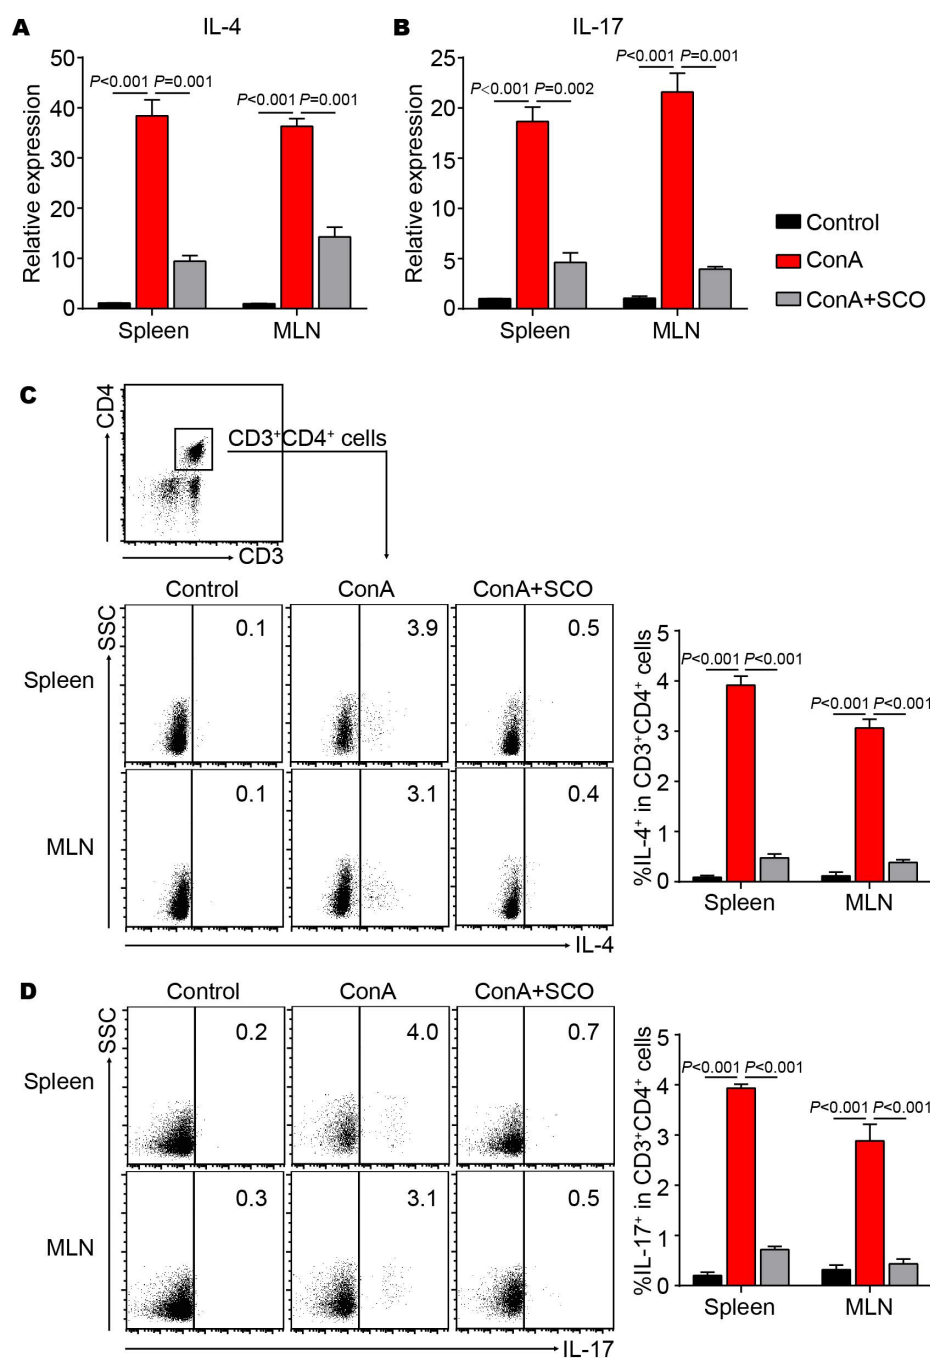 A
IL-4
Relative expression
50
40
30
20
10
0
P<0.001
P=0.001
P<0.001
P=0.001
Spleen
MLN
B
IL-17
Relative expression
25
20
15
10
5
0
P<0.001
P=0.002
P<0.001
P=0.001
Spleen
MLN
Control
ConA
ConA+SCO
C
CD4
CD3
CD3⁺CD4⁺ cells
Control
ConA
ConA+SCO
SSC
Spleen
0.1
3.9
0.5
MLN
0.1
3.1
0.4
IL-4
%IL-4⁺ in CD3⁺CD4⁺ cells
5
4
3
2
1
0
P<0.001
P<0.001
P<0.001
P<0.001
Spleen
MLN
D
Control
ConA
ConA+SCO
SSC
Spleen
0.2
4.0
0.7
MLN
0.3
3.1
0.5
IL-17
%IL-17⁺ in CD3⁺CD4⁺ cells
5
4
3
2
1
0
P<0.001
P<0.001
P<0.001
P<0.001
Spleen
MLN